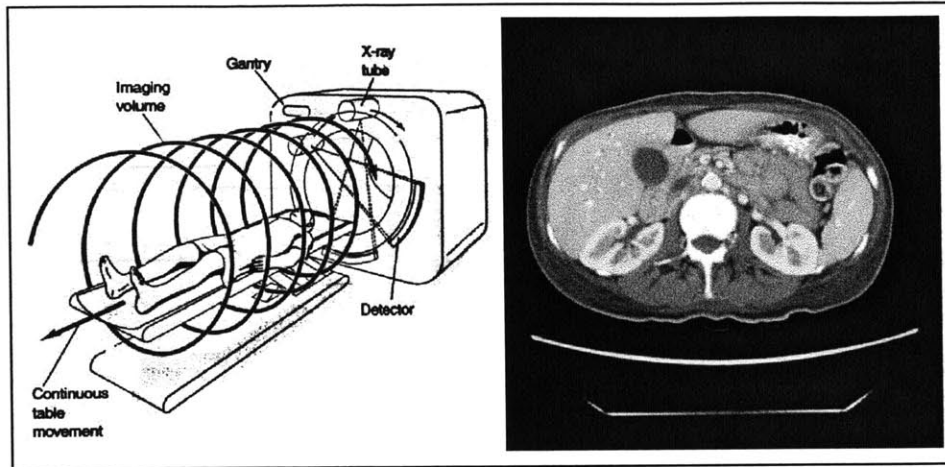 X-ray
tube
Gantry
Imaging
volume
Detector
Continuous
table
movement